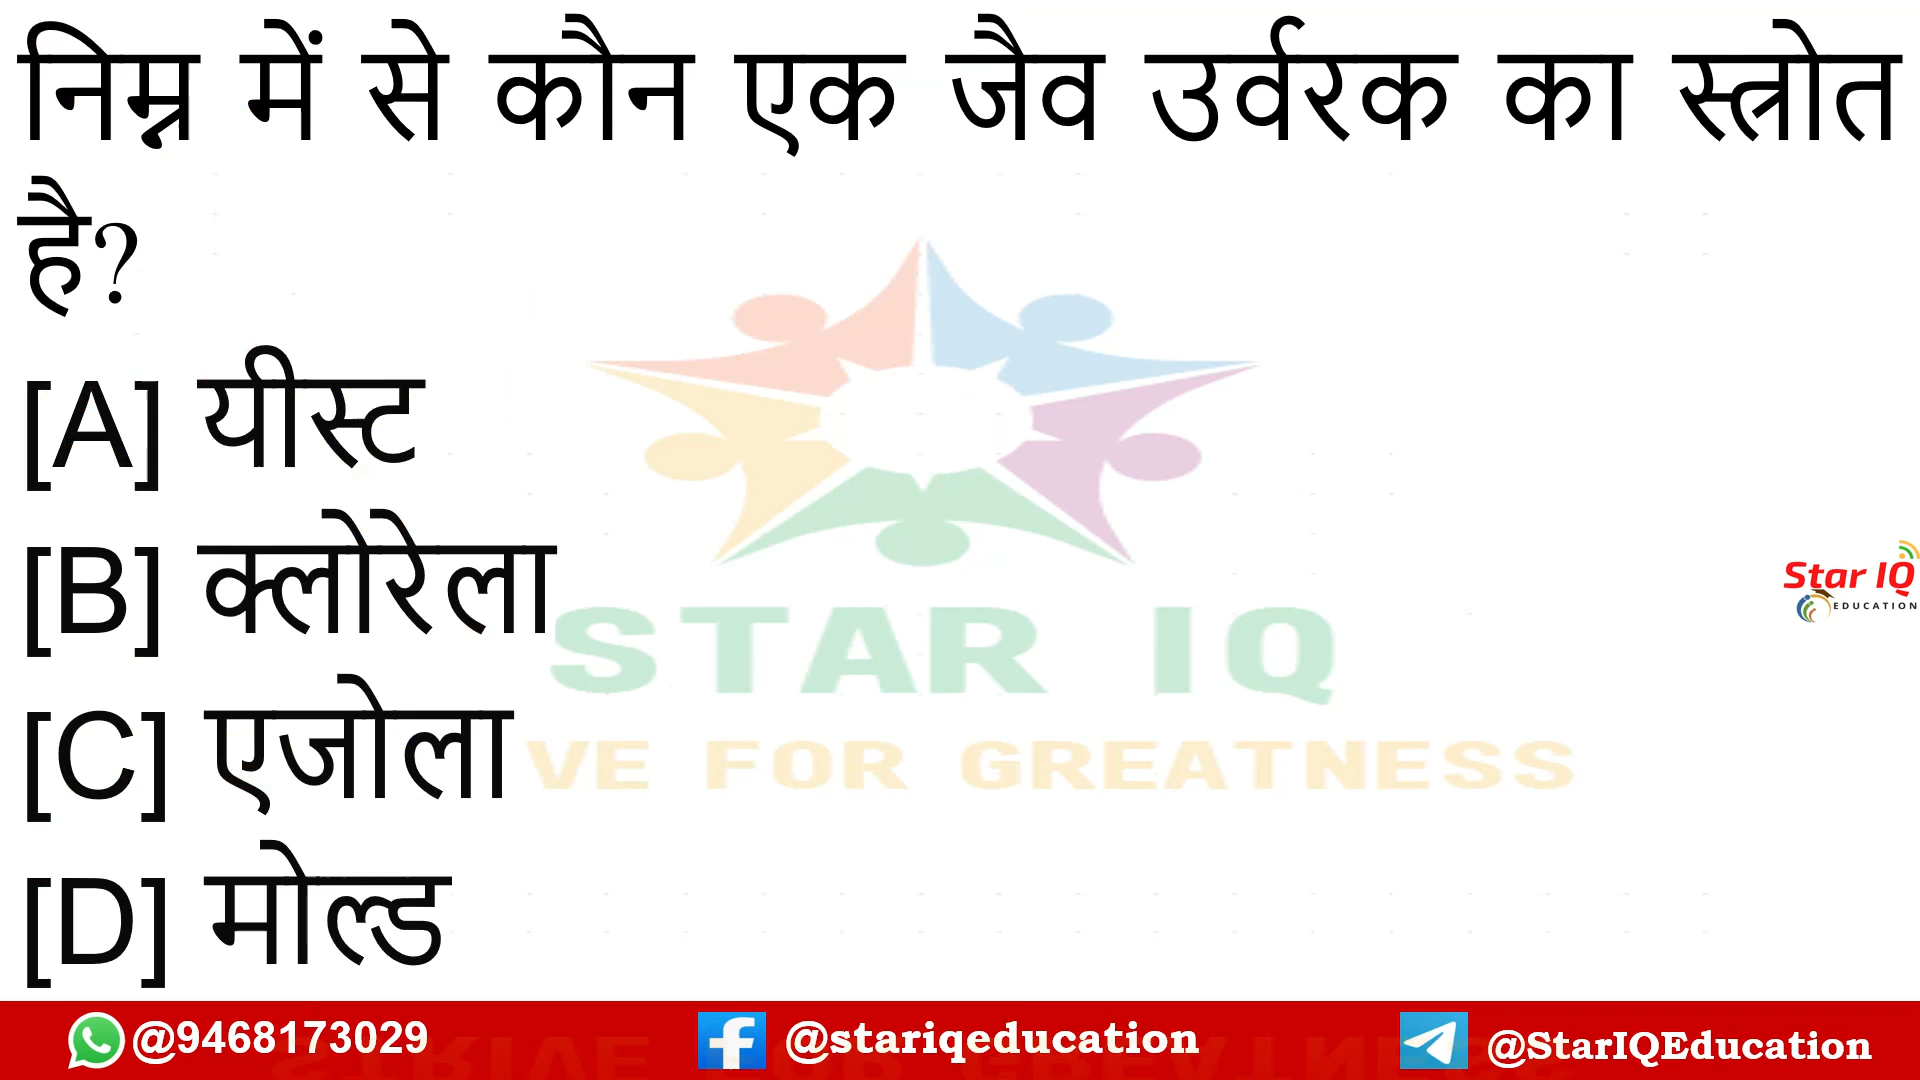 निम्न में से कौन एक जैव उर्वरक का स्त्रोत
है?
[A] यीस्ट
[B] क्लोरेला
[C] एजोला
[D] मोल्ड
STAR IQ
VE FOR GREATNESS
Star IQ
EDUCATION
@9468173029
@stariqeducation
@StarIQEducation